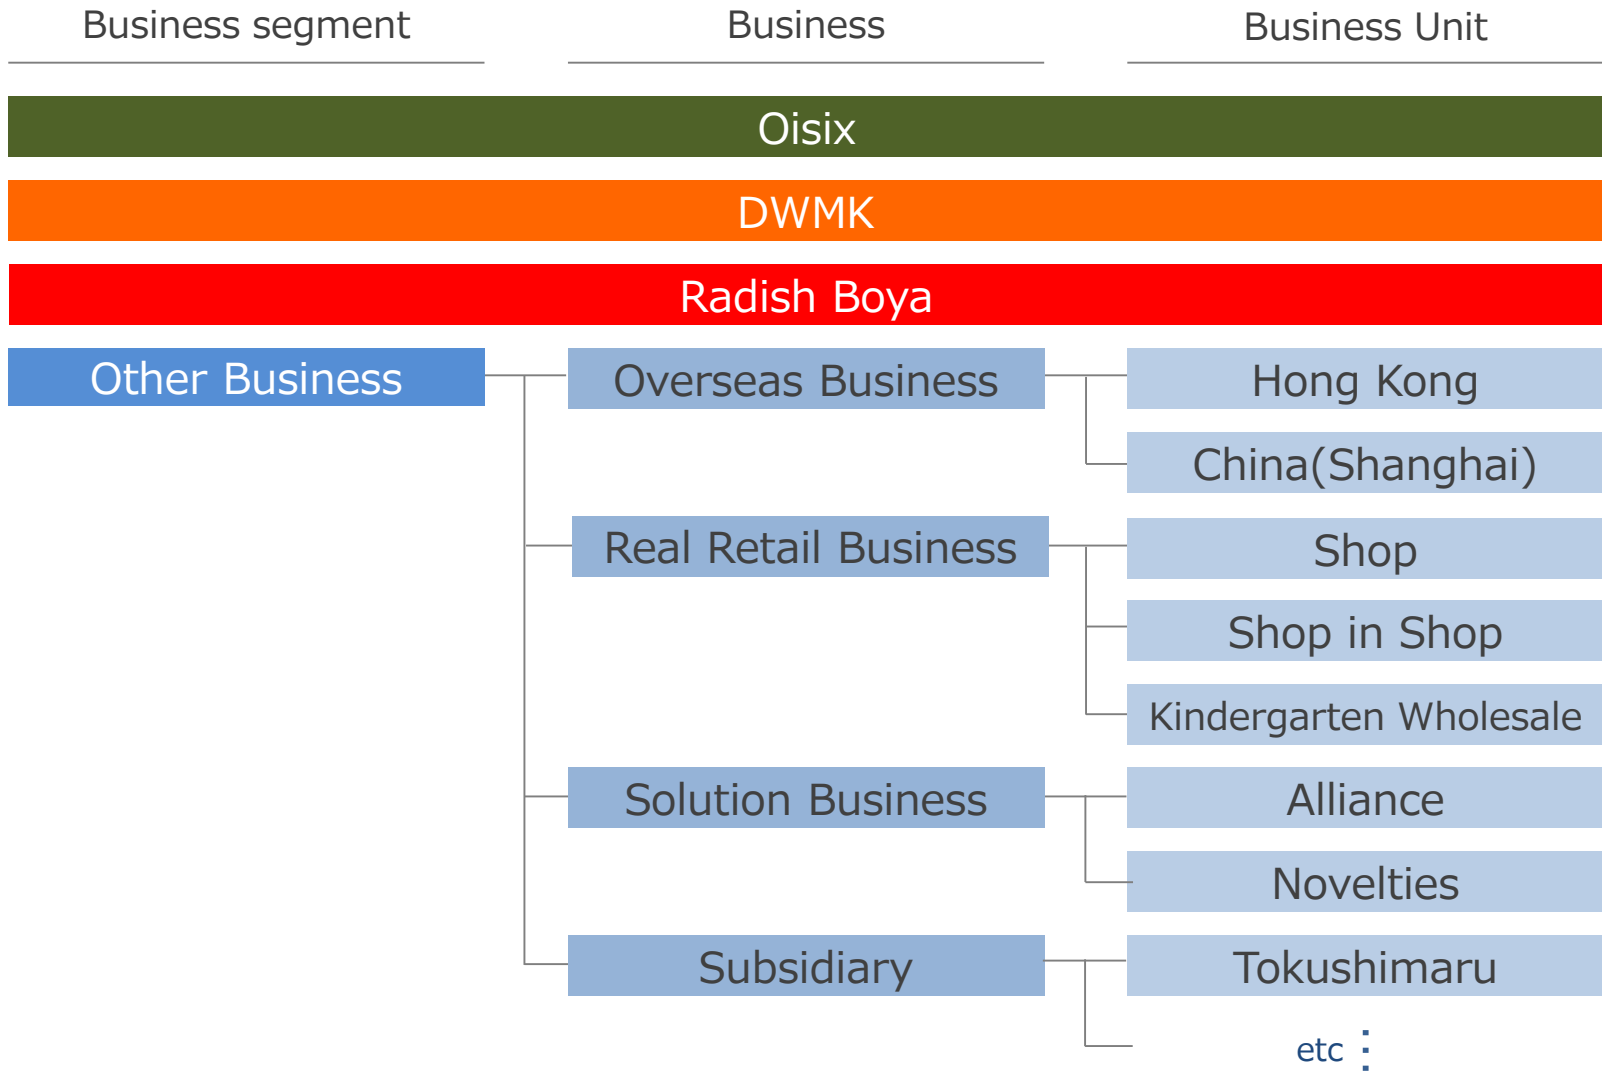 Business segment
Business
Business Unit
Oisix
DWMK
Radish Boya
Other Business
Overseas Business
Hong Kong
China(Shanghai)
Real Retail Business
Shop
Shop in Shop
Kindergarten Wholesale
Solution Business
Alliance
Novelties
Subsidiary
Tokushimaru
etc ⋮